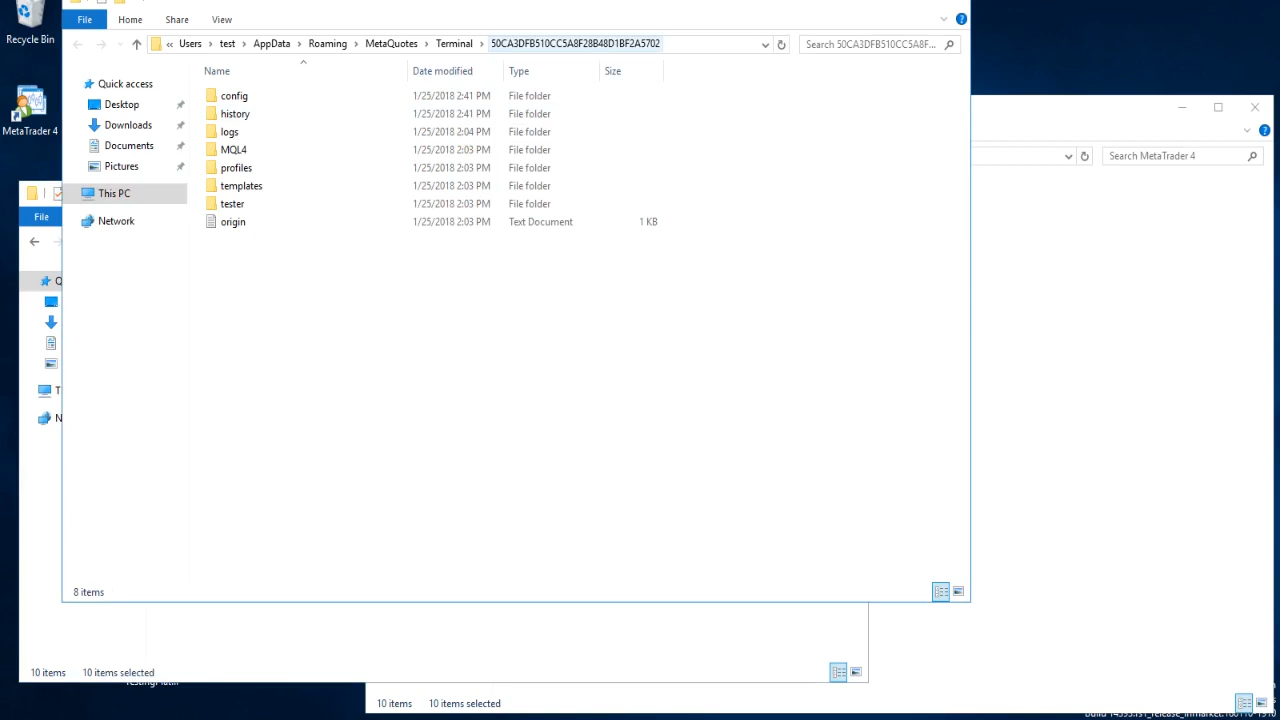 Recycle Bin
MetaTrader 4
File Home Share View
« Users › test › AppData › Roaming › MetaQuotes › Terminal › 50CA3DFB510CC5A8F28B48D1BF2A5702
Search 50CA3DFB510CC5A8F...
Name Date modified Type Size
Quick access
Desktop
Downloads
Documents
Pictures
This PC
Network
config 1/25/2018 2:41 PM File folder
history 1/25/2018 2:41 PM File folder
logs 1/25/2018 2:04 PM File folder
MQL4 1/25/2018 2:03 PM File folder
profiles 1/25/2018 2:03 PM File folder
templates 1/25/2018 2:03 PM File folder
tester 1/25/2018 2:03 PM File folder
origin 1/25/2018 2:03 PM Text Document 1 KB
8 items
Search MetaTrader 4
File
Q
T
N
10 items 10 items selected
10 items 10 items selected